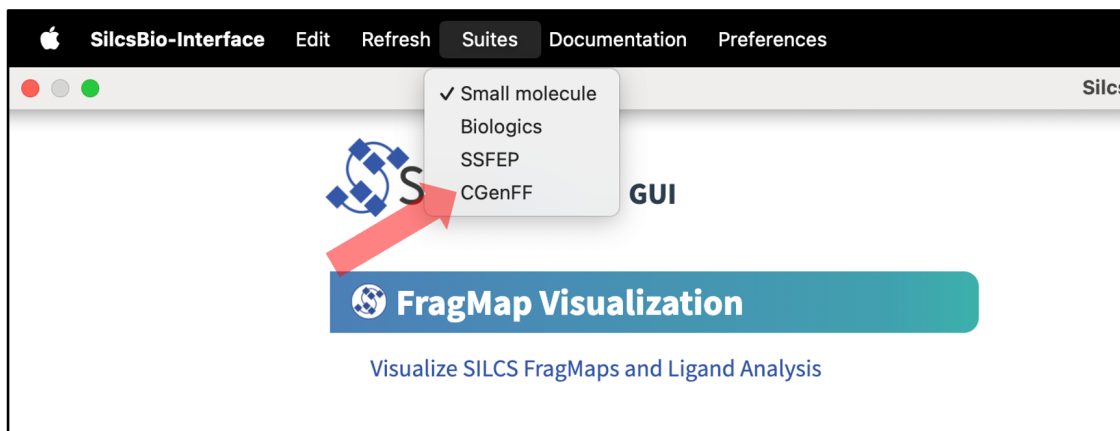 SilcsBio-Interface Edit Refresh Suites Documentation Preferences
Silcs
✓ Small molecule
Biologics
SSFEP
CGenFF
S
GUI
FragMap Visualization
Visualize SILCS FragMaps and Ligand Analysis